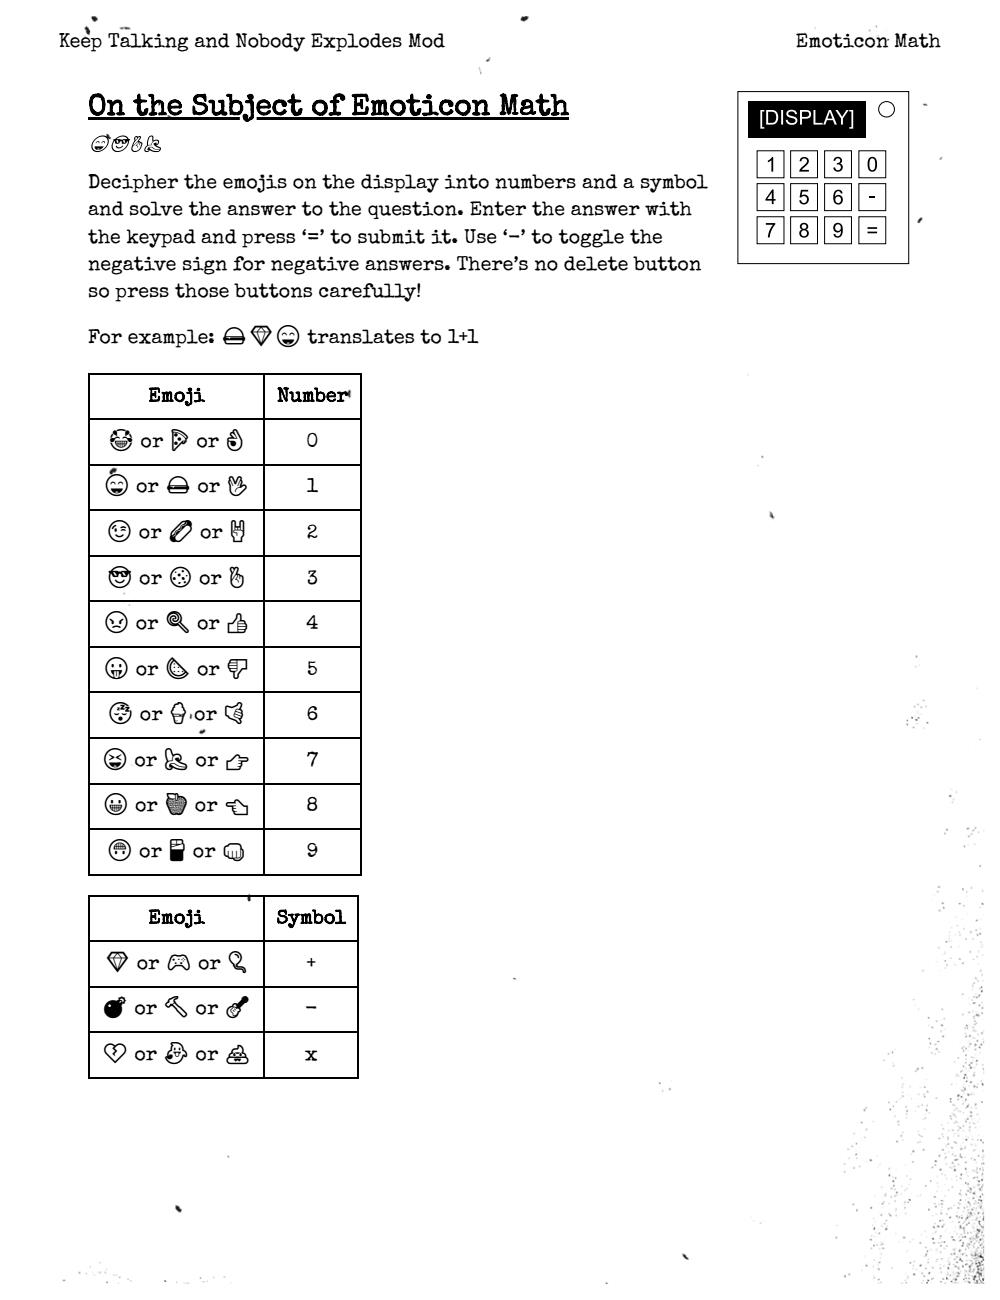 Keep Talking and Nobody Explodes Mod
Emoticon Math
On the Subject of Emoticon Math
😅😎🤞🥓
Decipher the emojis on the display into numbers and a symbol
and solve the answer to the question. Enter the answer with
the keypad and press ‘=’ to submit it. Use ‘-’ to toggle the
negative sign for negative answers. There’s no delete button
so press those buttons carefully!
[DISPLAY]
1 2 3 0
4 5 6 -
7 8 9 =
For example: 🍔 💎 😄 translates to 1+1
Emoji Number
😂 or 🍕 or 👌 0
😄 or 🍔 or 🖖 1
😉 or 🌭 or 🤘 2
😎 or 🍪 or 🤞 3
😠 or 🍭 or 👍 4
😛 or 🍉 or 👎 5
😴 or 🍦 or 🤙 6
😆 or 🥓 or 👉 7
😀 or 🍎 or 👈 8
or 🥛 or 👊 9
Emoji Symbol
💎 or 🎮 or 🎈 +
💣 or 🔨 or 🎸 -
💔 or 👻 or 💩 x